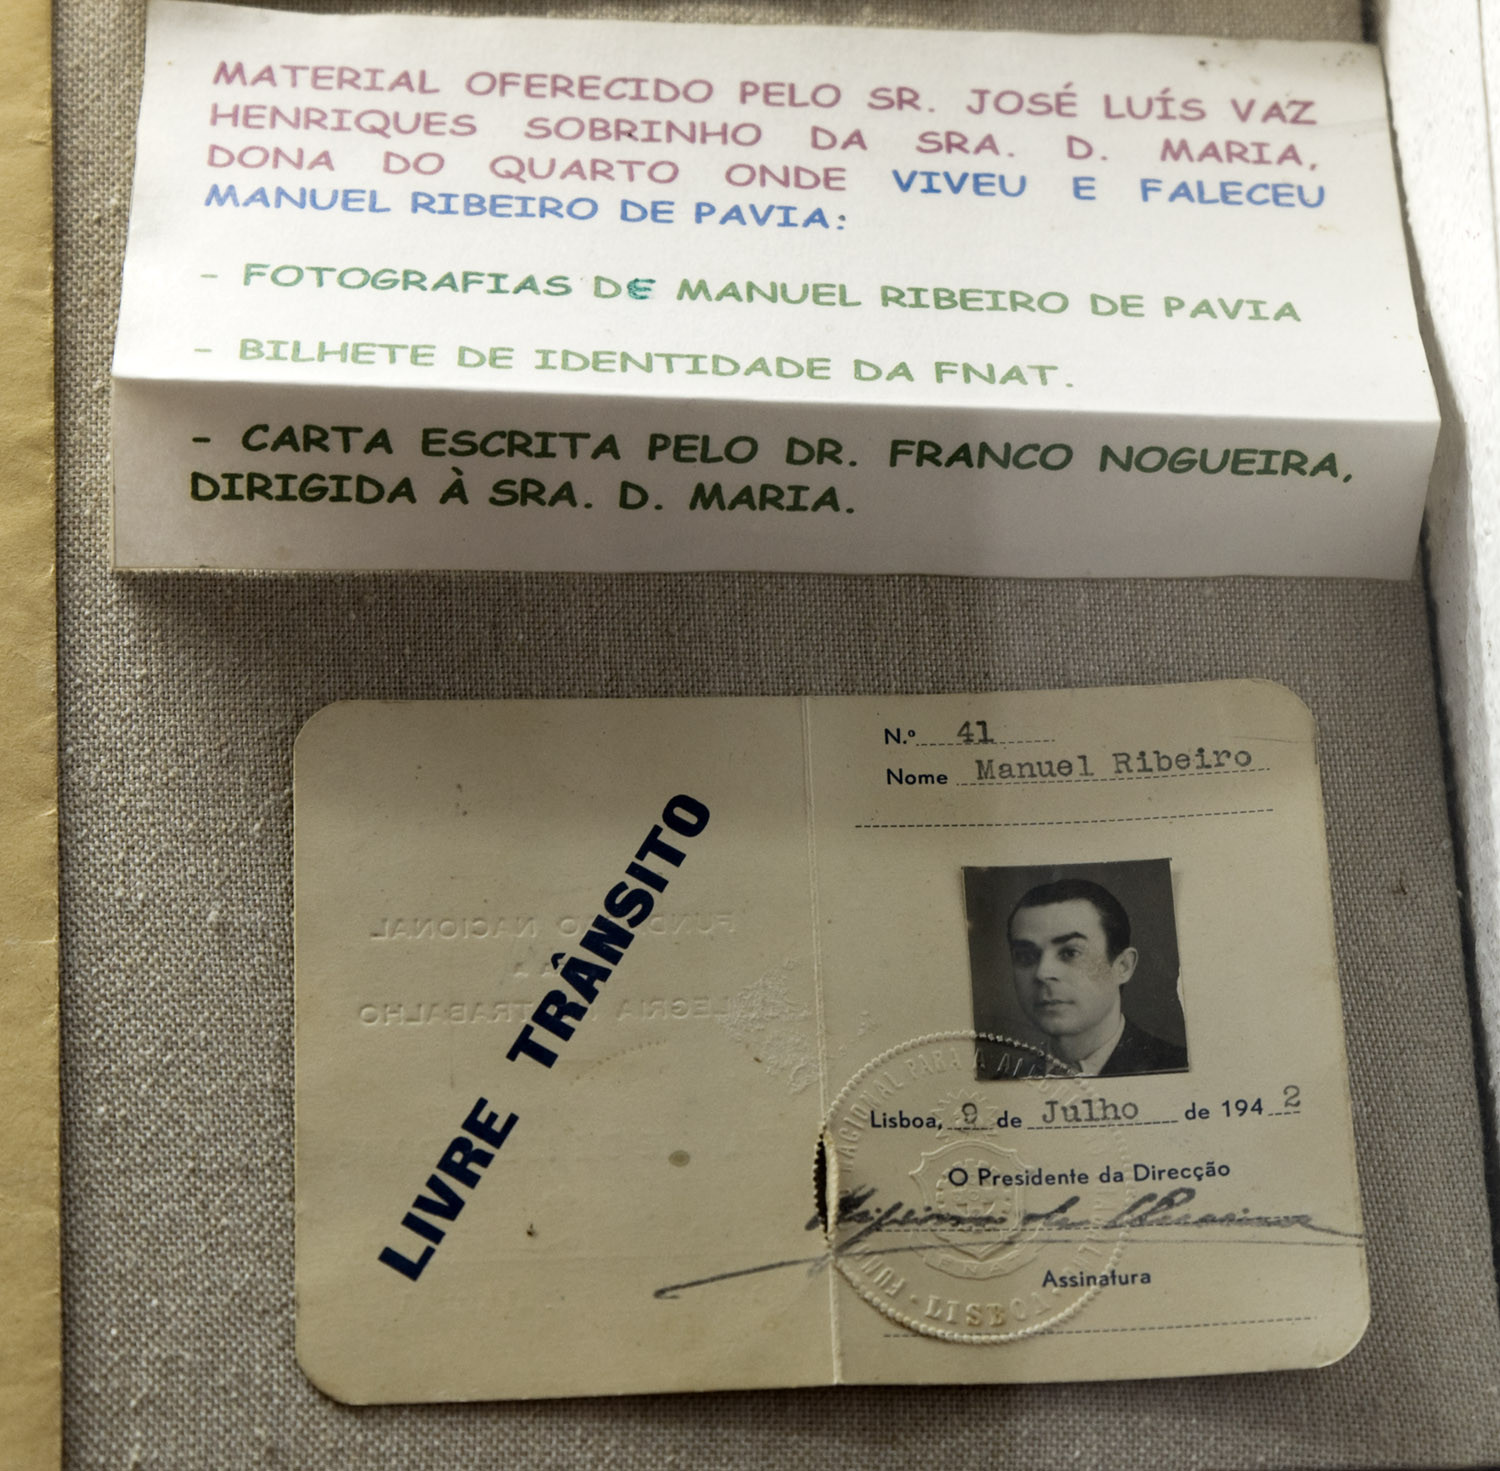 MATERIAL OFERECIDO PELO SR. JOSÉ LUÍS VAZ
HENRIQUES SOBRINHO DA SRA. D. MARIA,
DONA DO QUARTO ONDE VIVEU E FALECEU
MANUEL RIBEIRO DE PAVIA:
- FOTOGRAFIAS DE MANUEL RIBEIRO DE PAVIA
- BILHETE DE IDENTIDADE DA FNAT.
- CARTA ESCRITA PELO DR. FRANCO NOGUEIRA,
DIRIGIDA À SRA. D. MARIA.
LIVRE TRÂNSITO
N.º 41
Nome Manuel Ribeiro
Lisboa, 9 de Julho de 1942
O Presidente da Direcção
Assinatura
LISBOA